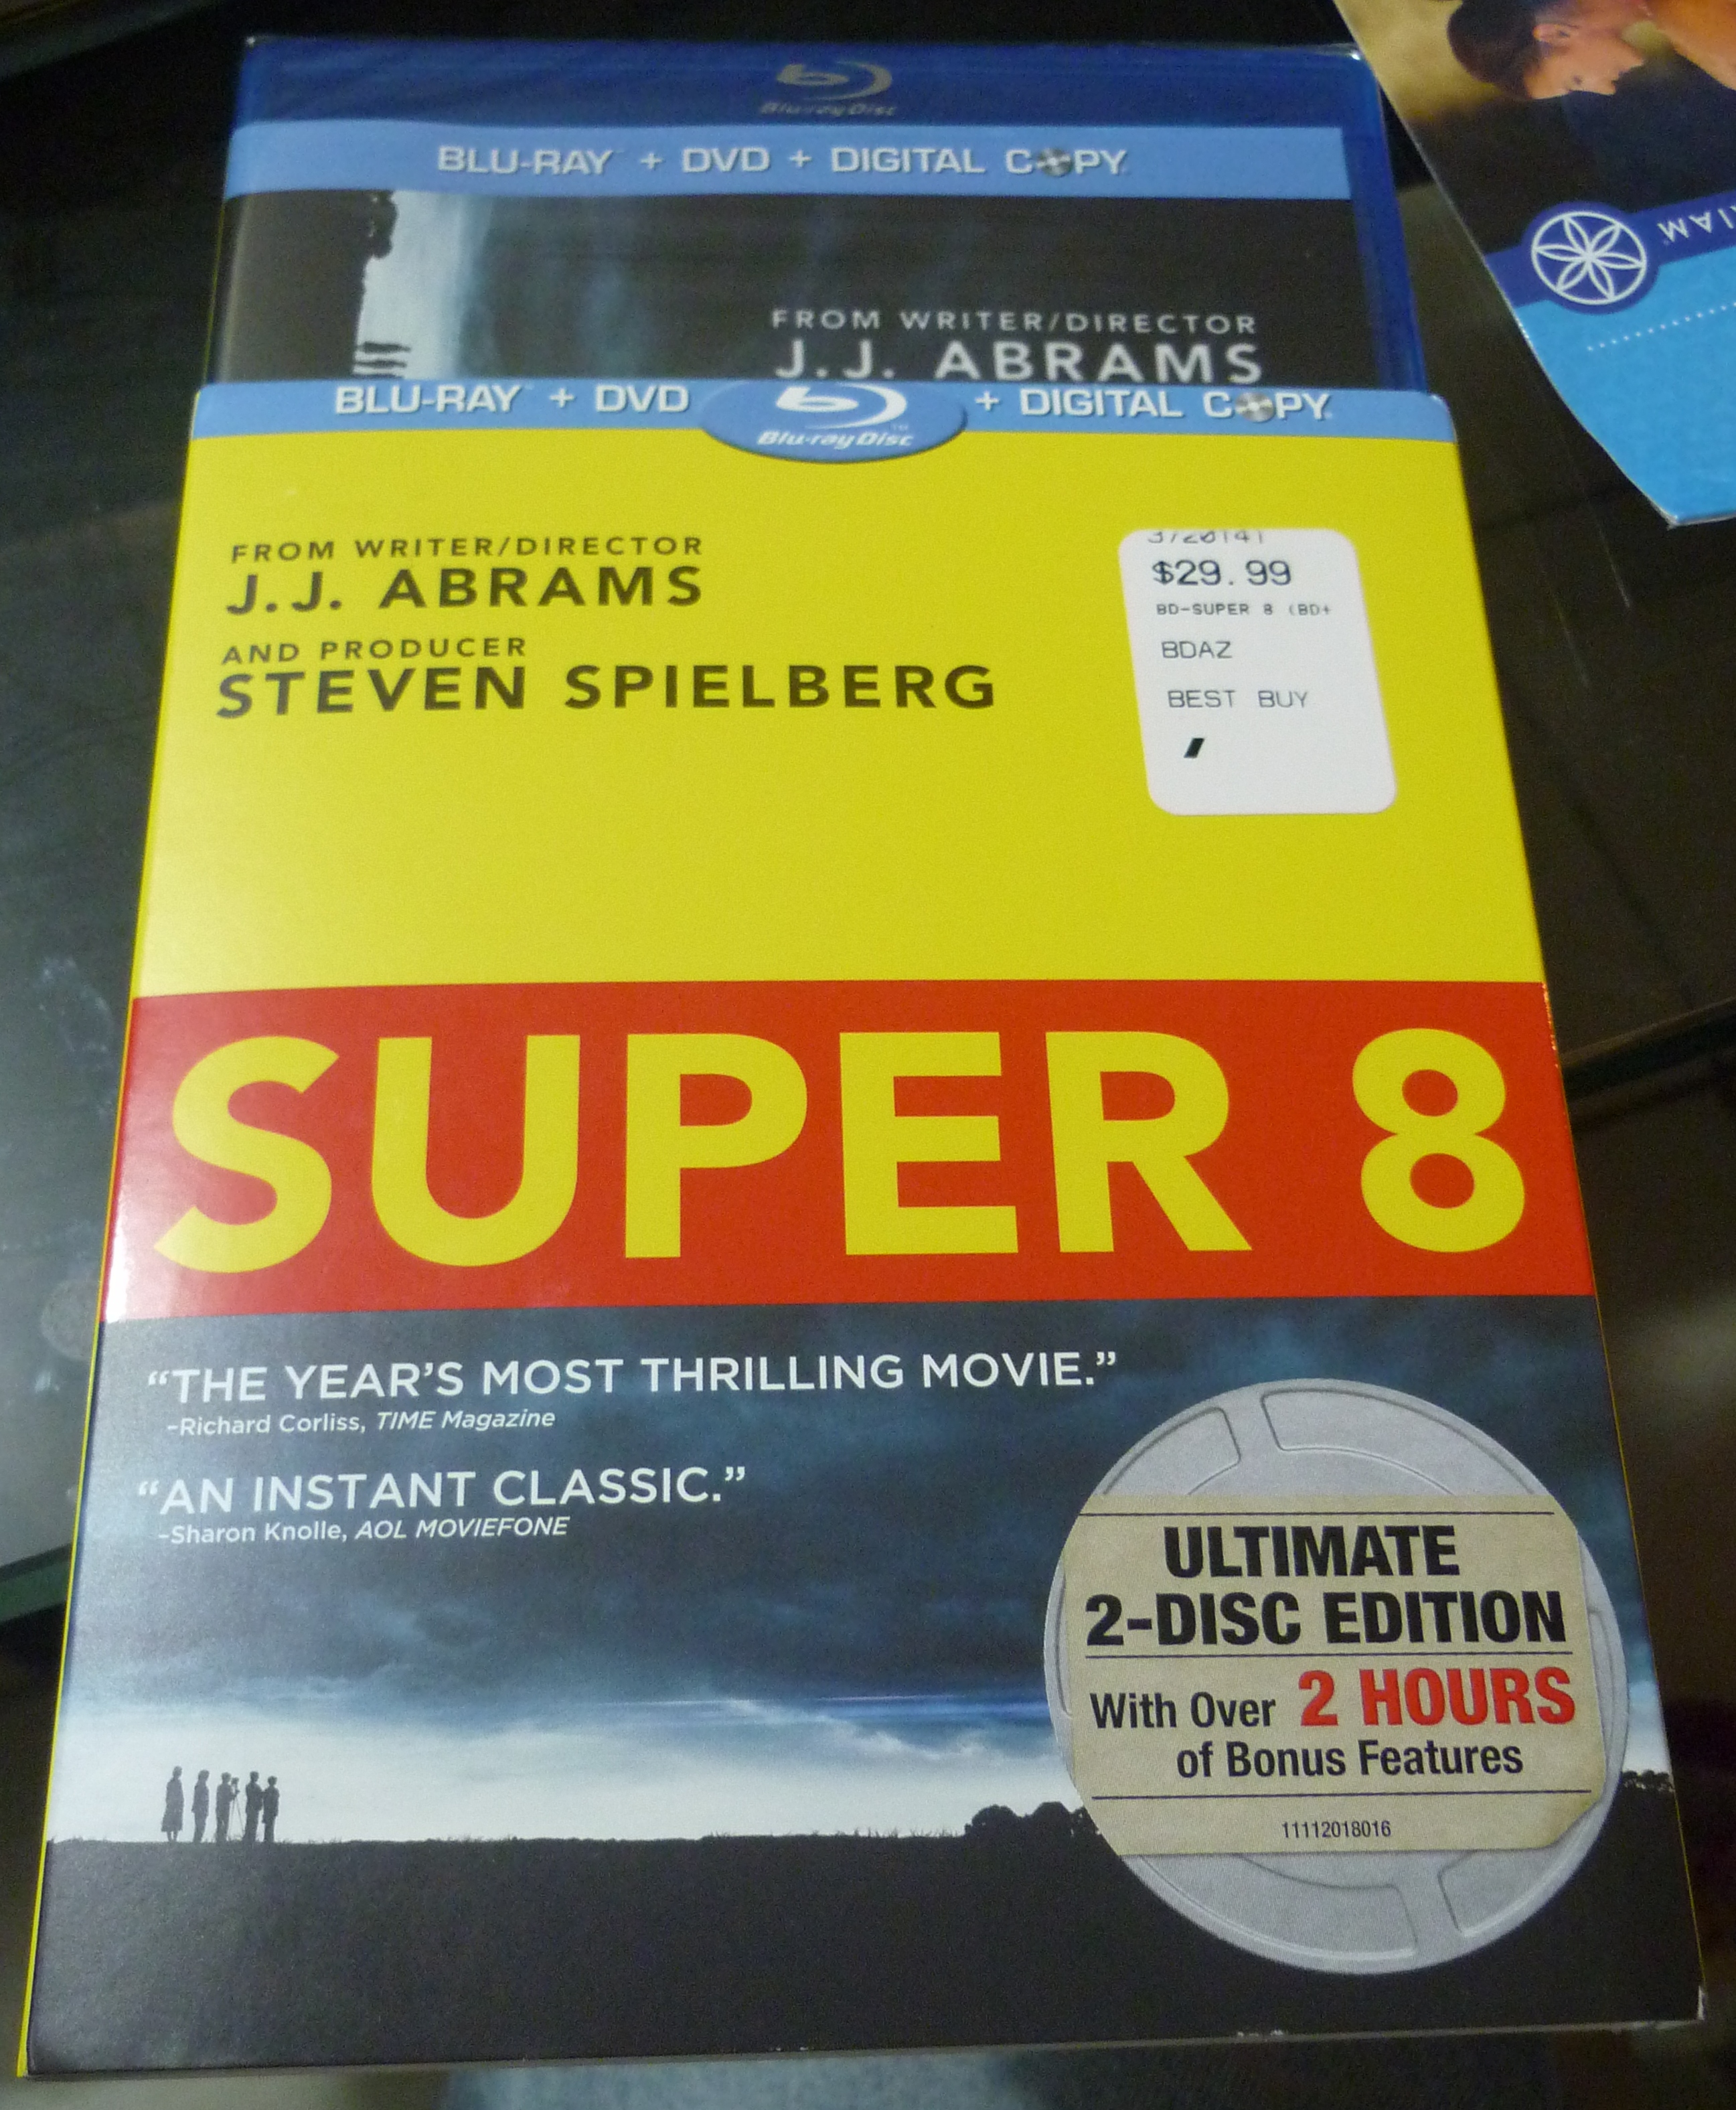 Blu-ray Disc
BLU-RAY + DVD + DIGITAL COPY
FROM WRITER/DIRECTOR
J.J. ABRAMS
BLU-RAY + DVD
Blu-ray Disc
+ DIGITAL COPY
FROM WRITER/DIRECTOR
J.J. ABRAMS
AND PRODUCER
STEVEN SPIELBERG
$29.99
BD-SUPER 8 (BD+
BDAZ
BEST BUY
SUPER 8
“THE YEAR’S MOST THRILLING MOVIE.”
–Richard Corliss, TIME Magazine
“AN INSTANT CLASSIC.”
–Sharon Knolle, AOL MOVIEFONE
ULTIMATE
2-DISC EDITION
With Over 2 HOURS
of Bonus Features
11112018016